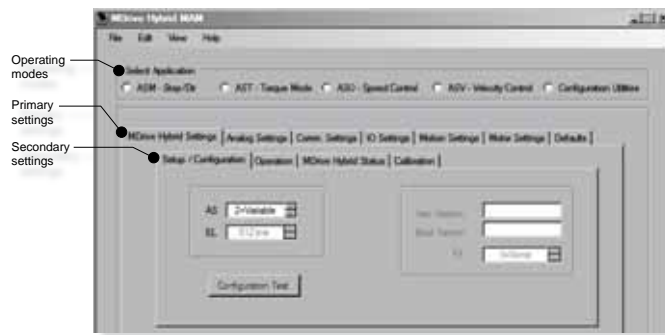 MDrive Hybrid MAM
File Edit View Help
Operating modes
Select Application
ASM - Step/Dir AST - Torque Mode ASO - Speed Control ASV - Velocity Control Configuration Utilities
Primary settings
MDrive Hybrid Settings Analog Settings Comm. Settings IO Settings Motion Settings Motor Settings Defaults
Secondary settings
Setup / Configuration Operation MDrive Hybrid Status Calibration
AS 2=Variable
EL 512
Configuration Test